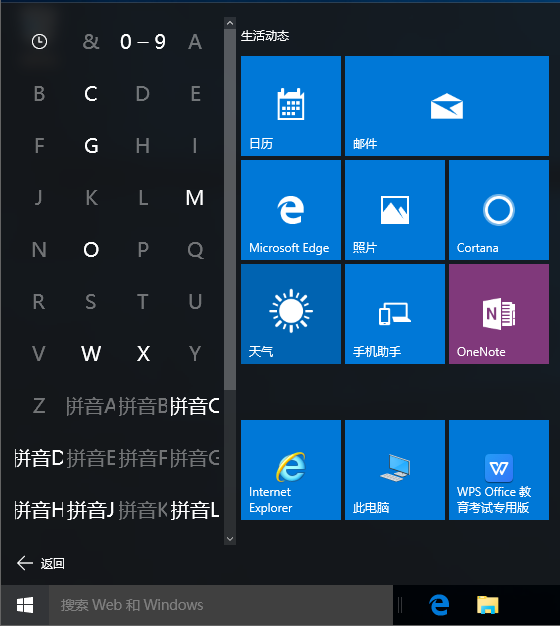 & 0 – 9 A
B C D E
F G H I
J K L M
N O P Q
R S T U
V W X Y
Z 拼音A 拼音B 拼音C
拼音D 拼音E 拼音F 拼音G
拼音H 拼音J 拼音K 拼音L
返回
生活动态
日历
邮件
Microsoft Edge
照片
Cortana
天气
手机助手
OneNote
Internet
Explorer
此电脑
WPS Office 教
育考试专用版
搜索 Web 和 Windows